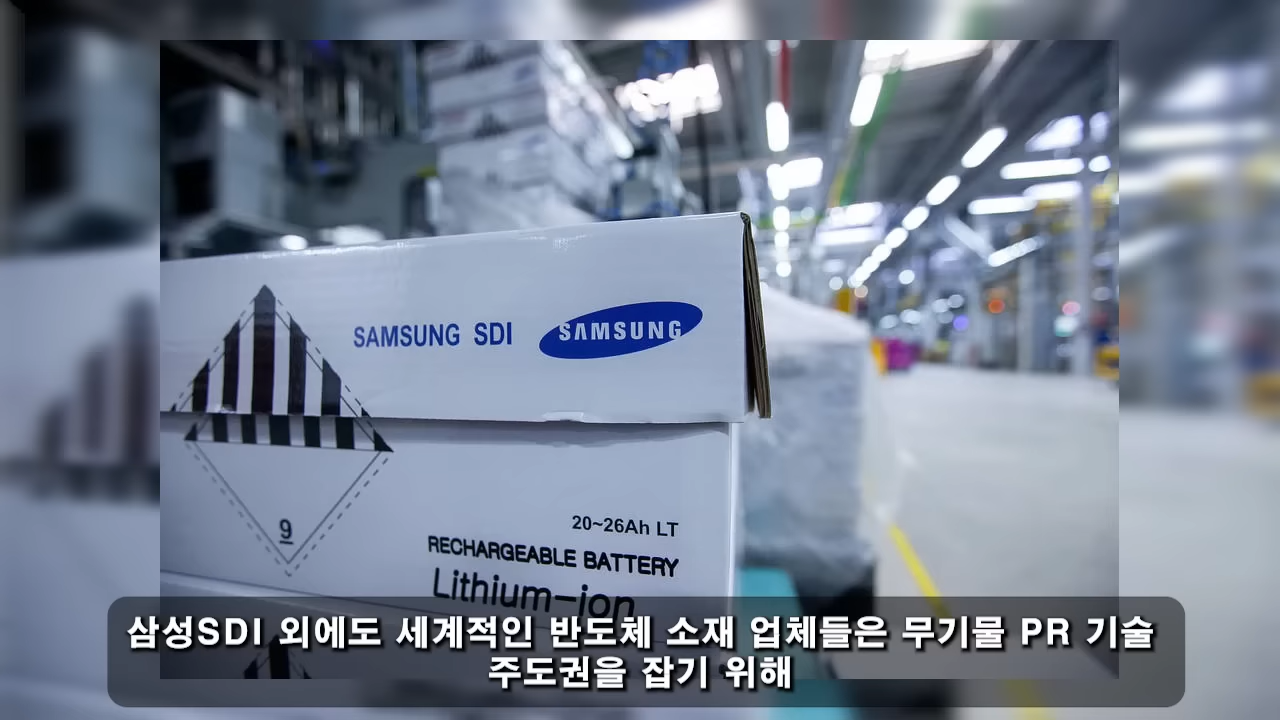 SAMSUNG SDI SAMSUNG
9
20~26Ah LT
RECHARGEABLE BATTERY
Lithium-ion
삼성SDI 외에도 세계적인 반도체 소재 업체들은 무기물 PR 기술
주도권을 잡기 위해